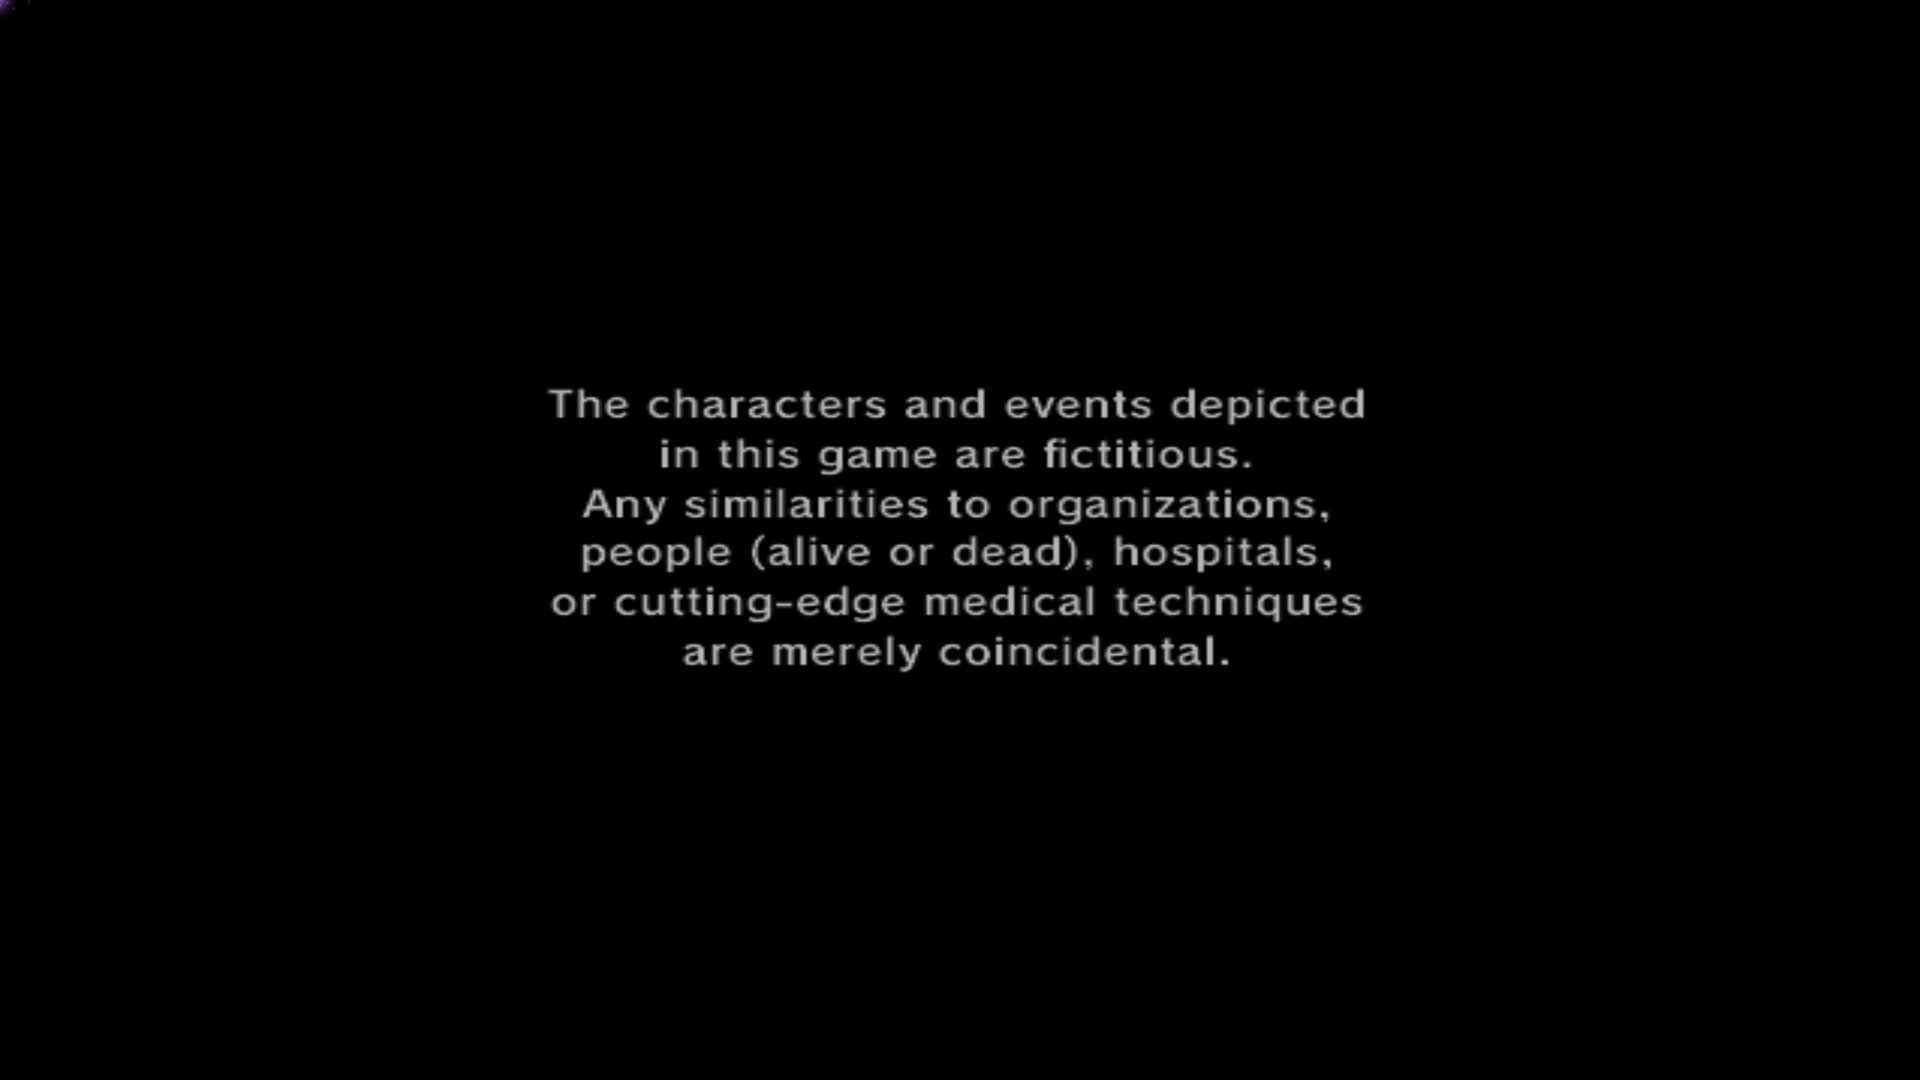 The characters and events depicted
in this game are fictitious.
Any similarities to organizations,
people (alive or dead), hospitals,
or cutting-edge medical techniques
are merely coincidental.